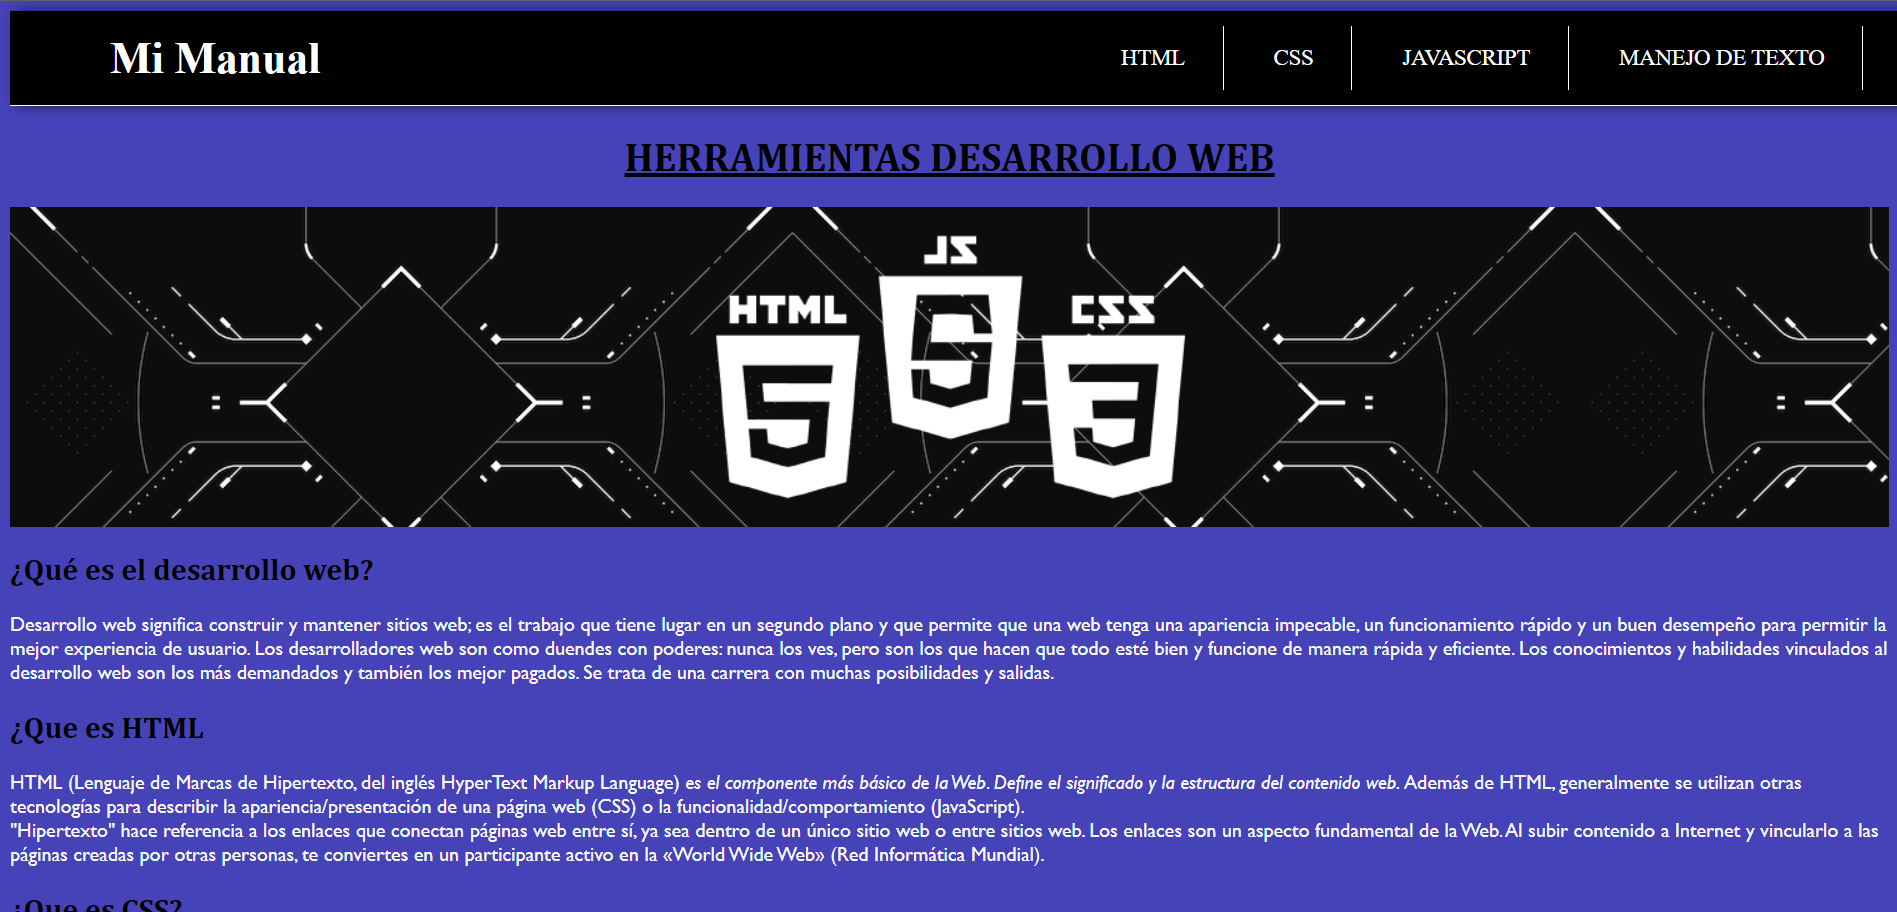 Mi Manual
HTML
CSS
JAVASCRIPT
MANEJO DE TEXTO
HERRAMIENTAS DESARROLLO WEB
JS
HTML
CSS
¿Qué es el desarrollo web?
Desarrollo web significa construir y mantener sitios web; es el trabajo que tiene lugar en un segundo plano y que permite que una web tenga una apariencia impecable, un funcionamiento rápido y un buen desempeño para permitir la
mejor experiencia de usuario. Los desarrolladores web son como duendes con poderes: nunca los ves, pero son los que hacen que todo esté bien y funcione de manera rápida y eficiente. Los conocimientos y habilidades vinculados al
desarrollo web son los más demandados y también los mejor pagados. Se trata de una carrera con muchas posibilidades y salidas.
¿Que es HTML
HTML (Lenguaje de Marcas de Hipertexto, del inglés HyperText Markup Language) es el componente más básico de la Web. Define el significado y la estructura del contenido web. Además de HTML, generalmente se utilizan otras
tecnologías para describir la apariencia/presentación de una página web (CSS) o la funcionalidad/comportamiento (JavaScript).
"Hipertexto" hace referencia a los enlaces que conectan páginas web entre sí, ya sea dentro de un único sitio web o entre sitios web. Los enlaces son un aspecto fundamental de la Web. Al subir contenido a Internet y vincularlo a las
páginas creadas por otras personas, te conviertes en un participante activo en la «World Wide Web» (Red Informática Mundial).
¿Que es CSS?